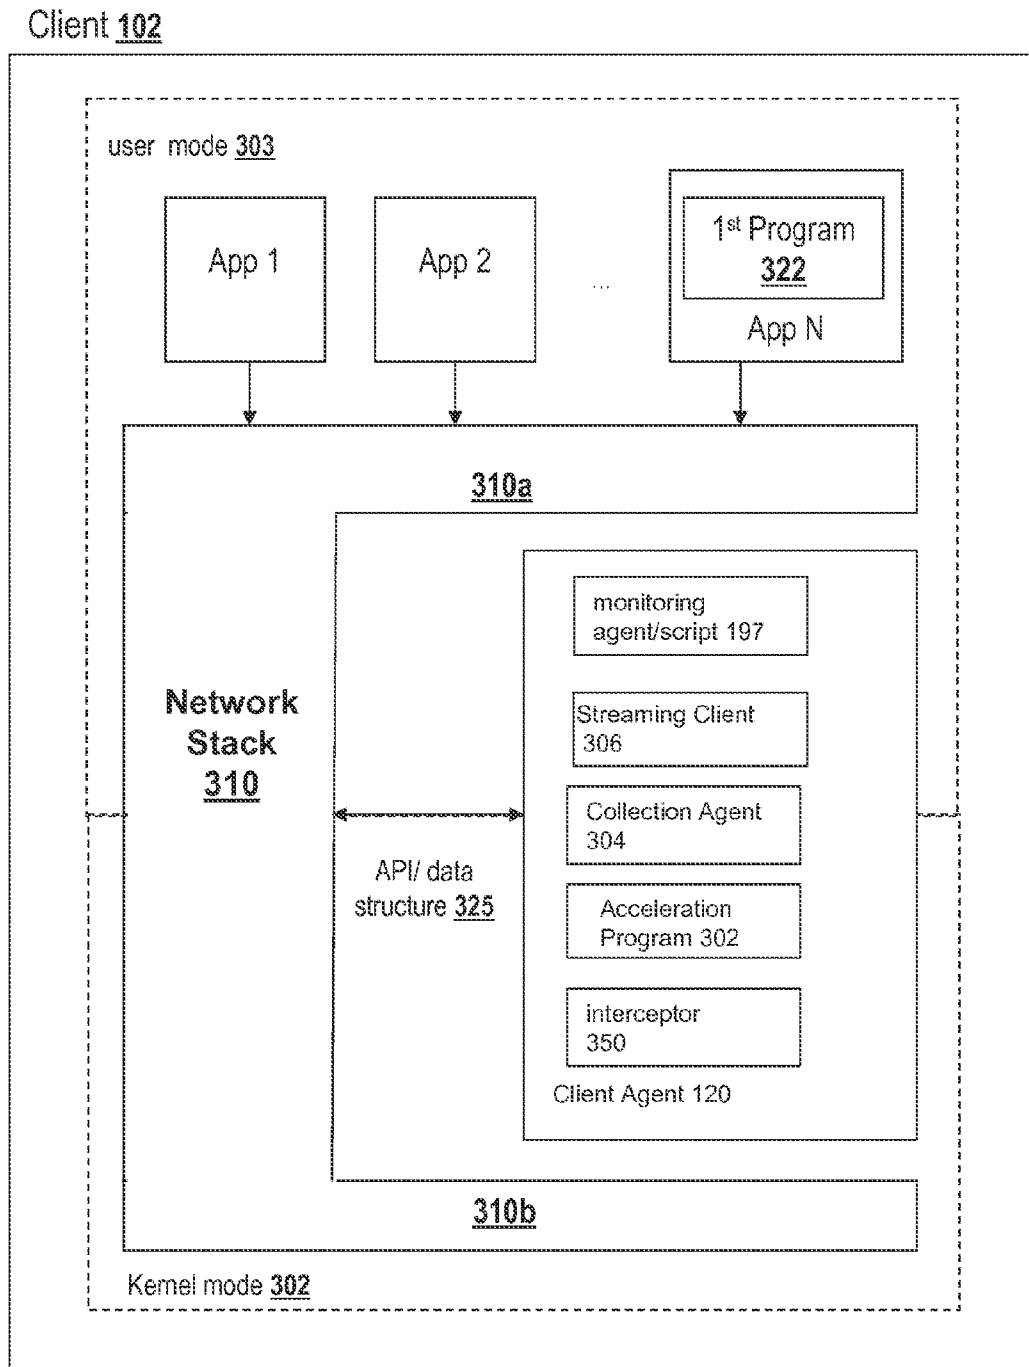 Client 102
user mode 303
App 1
App 2
...
1st Program
322
App N
310a
monitoring
agent/script 197
Streaming Client
306
Network
Stack
310
Collection Agent
304
API/ data
structure 325
Acceleration
Program 302
interceptor
350
Client Agent 120
310b
Kernel mode 302